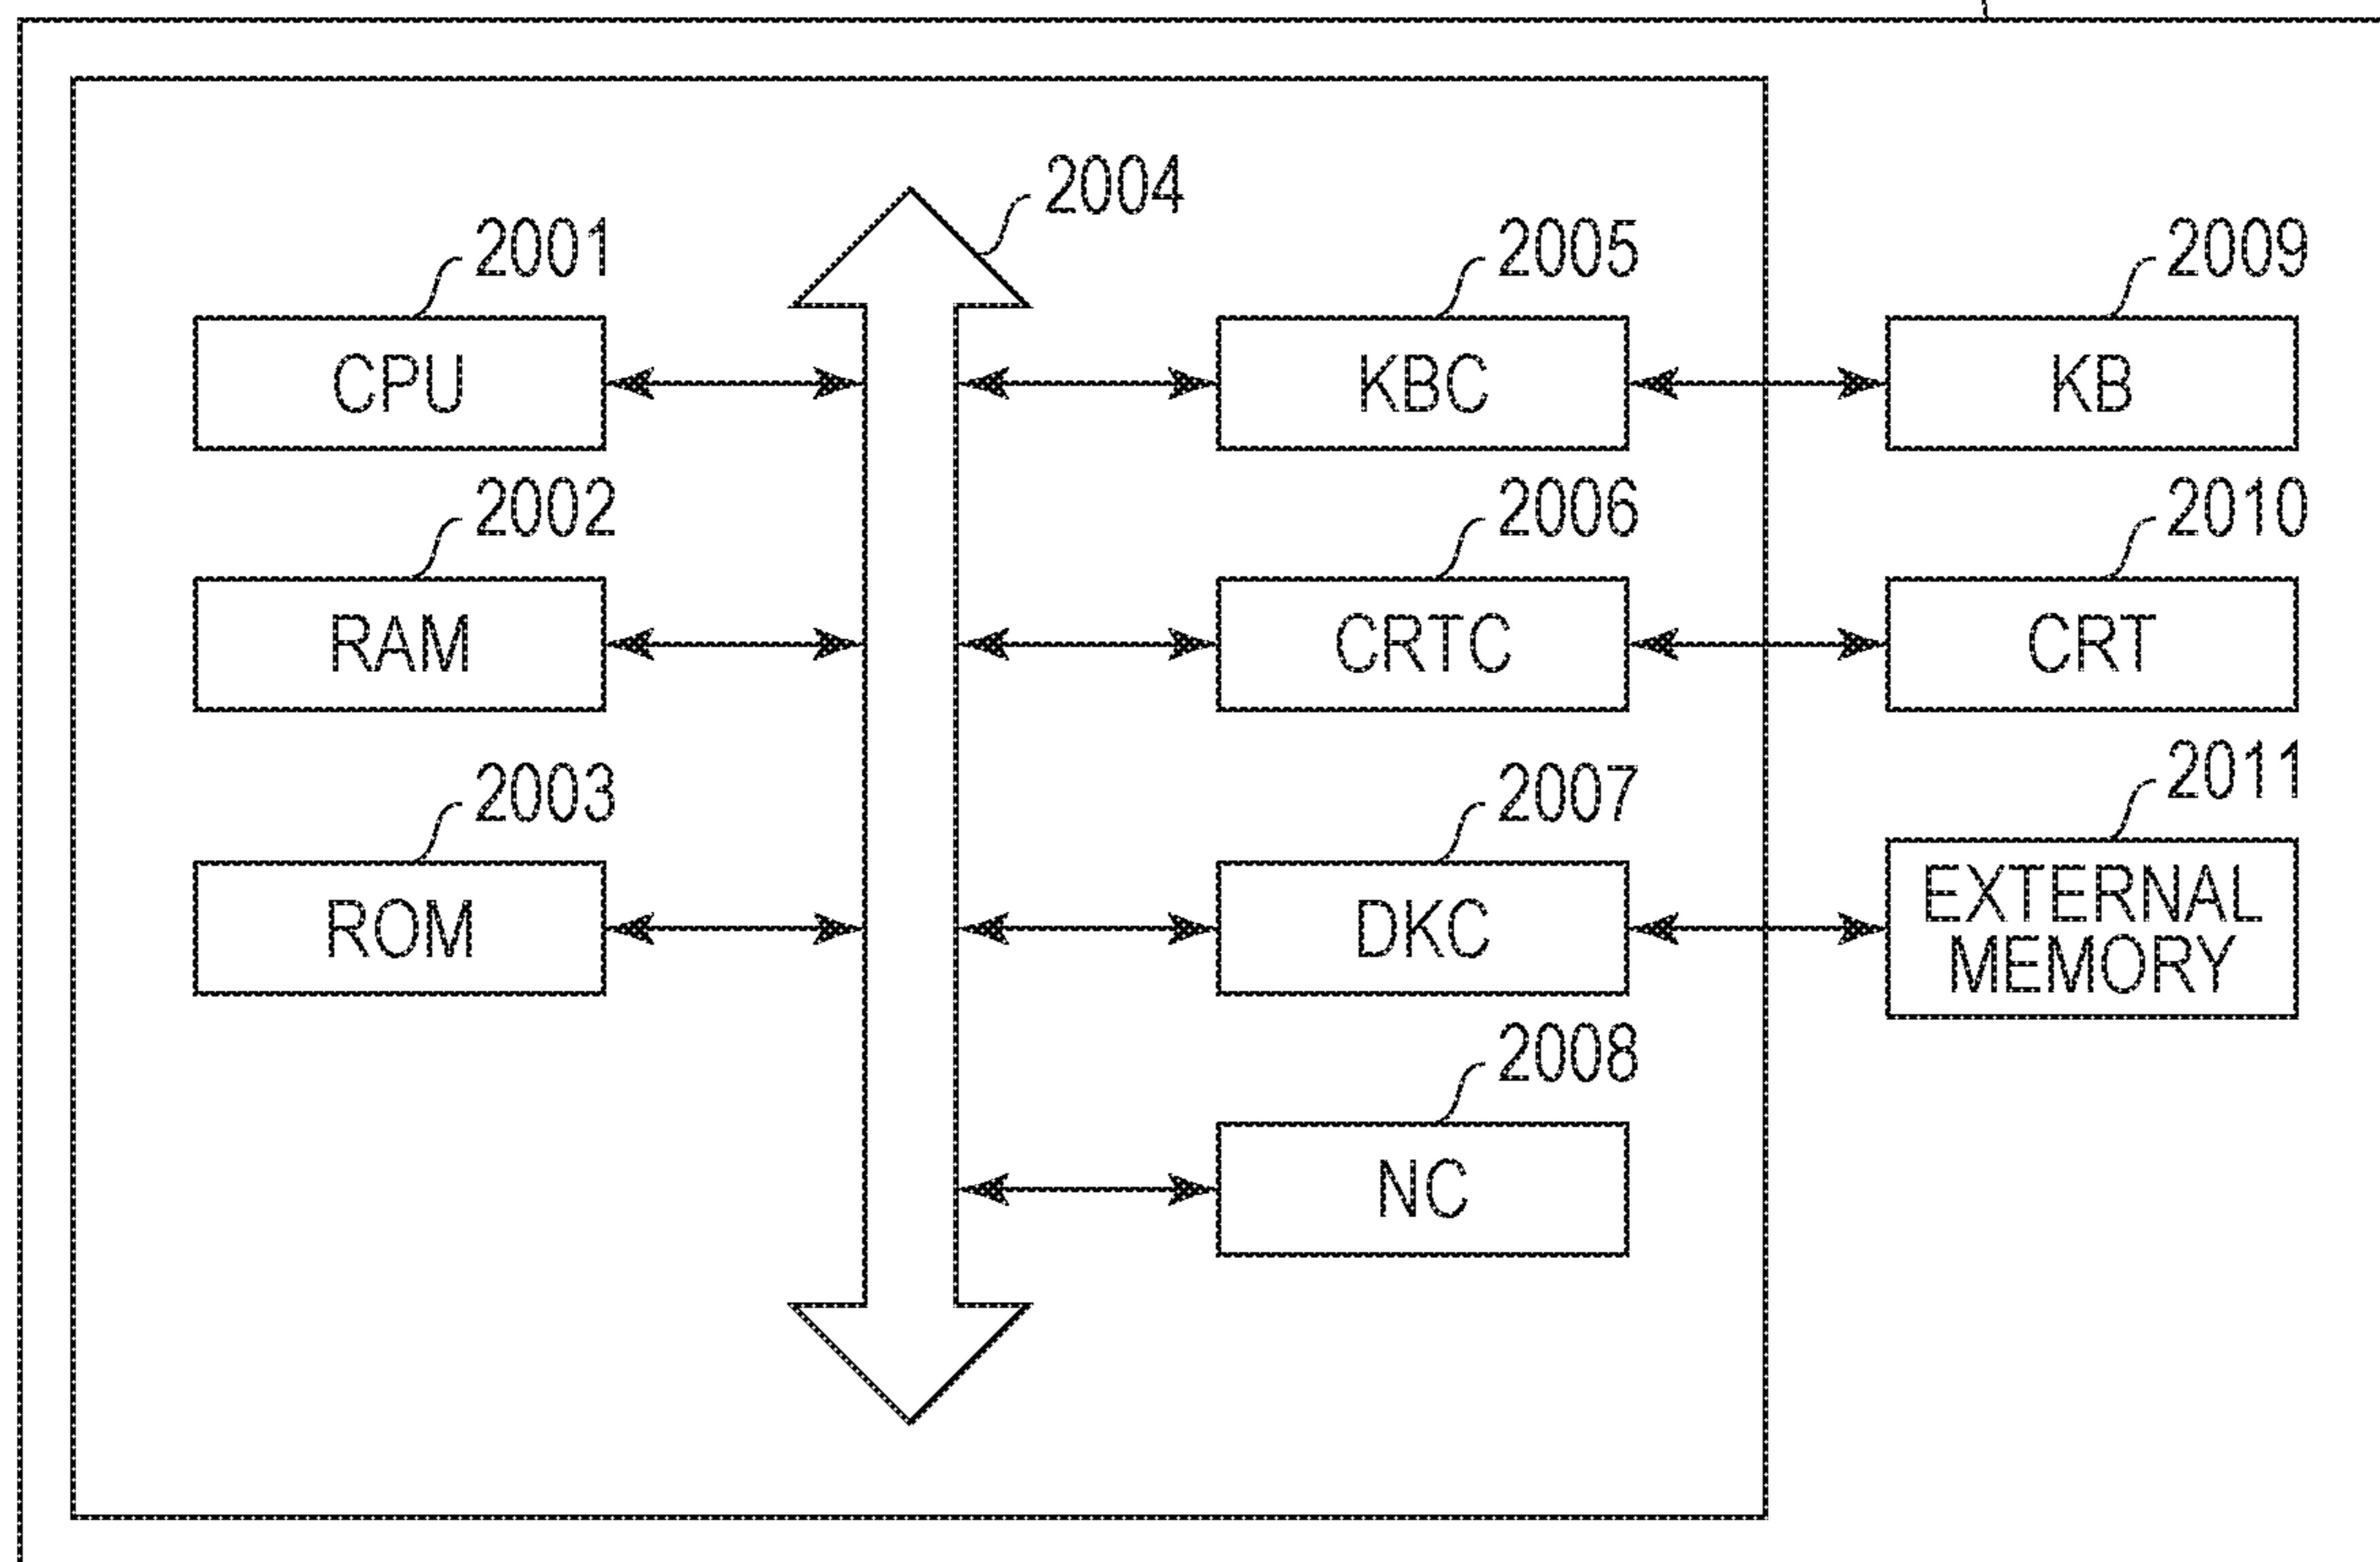 2004
2001
2005
2009
CPU
KBC
KB
2002
2006
2010
RAM
CRTC
CRT
2003
2007
2011
ROM
DKC
EXTERNAL
MEMORY
2008
NC